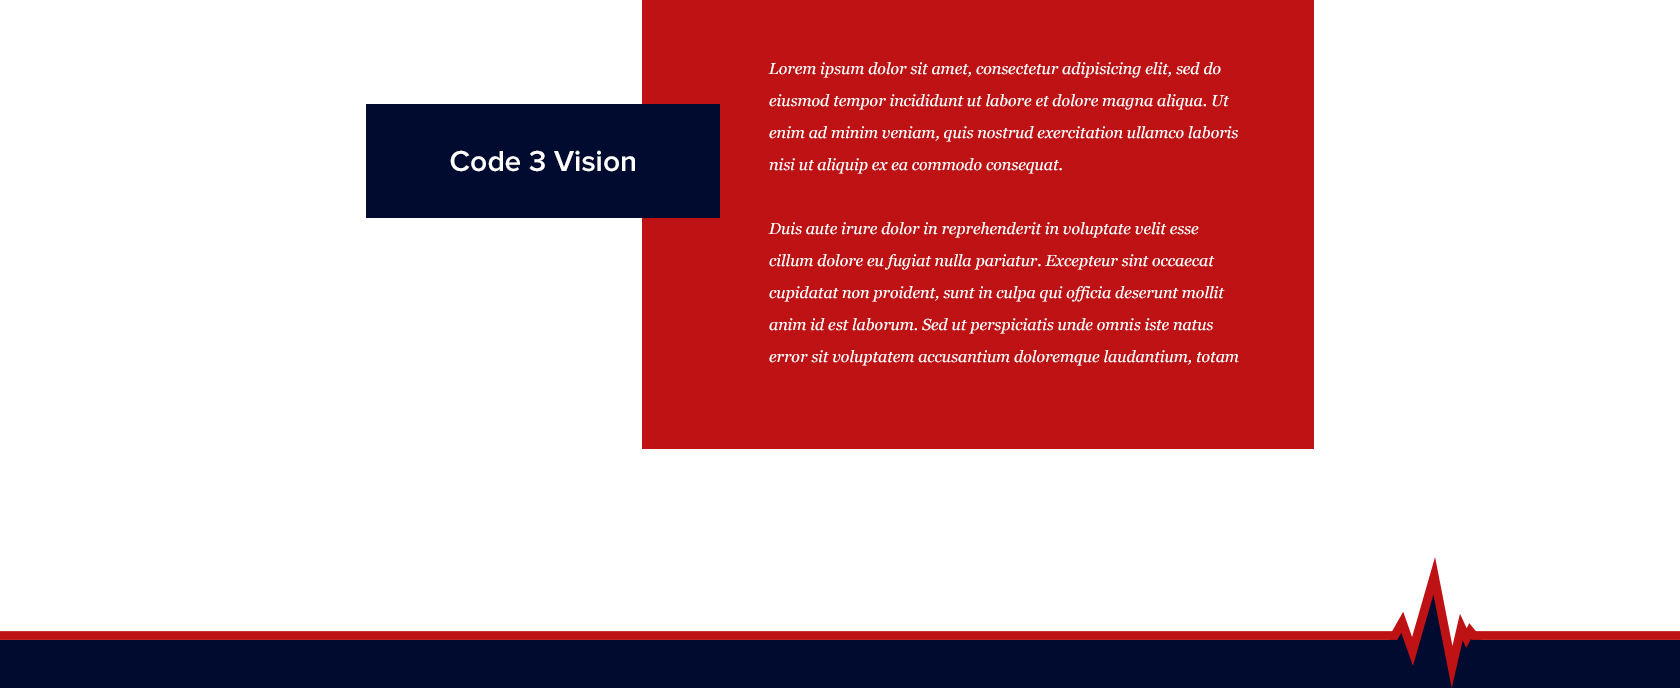 Code 3 Vision
Lorem ipsum dolor sit amet, consectetur adipisicing elit, sed do
eiusmod tempor incididunt ut labore et dolore magna aliqua. Ut
enim ad minim veniam, quis nostrud exercitation ullamco laboris
nisi ut aliquip ex ea commodo consequat.
Duis aute irure dolor in reprehenderit in voluptate velit esse
cillum dolore eu fugiat nulla pariatur. Excepteur sint occaecat
cupidatat non proident, sunt in culpa qui officia deserunt mollit
anim id est laborum. Sed ut perspiciatis unde omnis iste natus
error sit voluptatem accusantium doloremque laudantium, totam